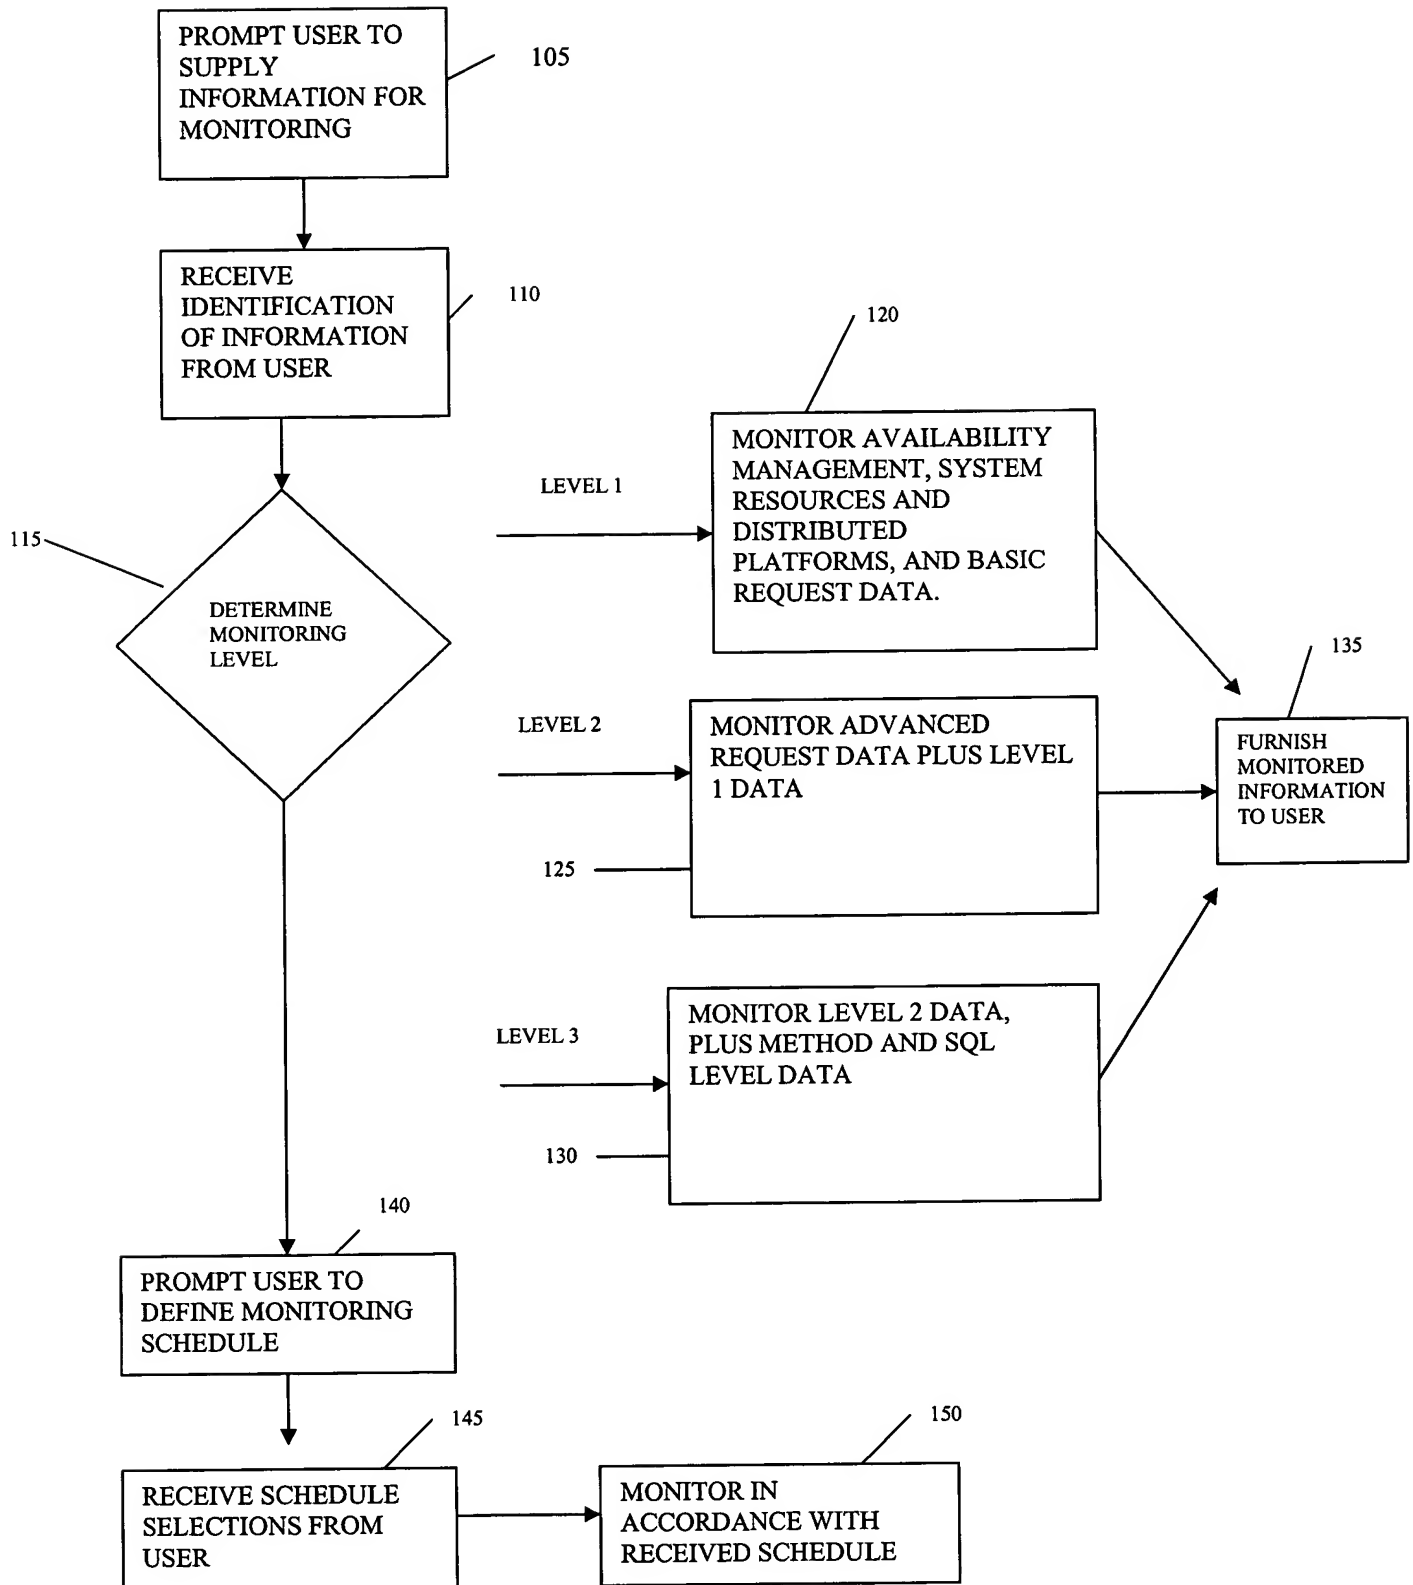 PROMPT USER TO
SUPPLY
INFORMATION FOR
MONITORING
105
RECEIVE
IDENTIFICATION
OF INFORMATION
FROM USER
110
115
DETERMINE
MONITORING
LEVEL
LEVEL 1
120
MONITOR AVAILABILITY
MANAGEMENT, SYSTEM
RESOURCES AND
DISTRIBUTED
PLATFORMS, AND BASIC
REQUEST DATA.
LEVEL 2
MONITOR ADVANCED
REQUEST DATA PLUS LEVEL
1 DATA
125
135
FURNISH
MONITORED
INFORMATION
TO USER
LEVEL 3
MONITOR LEVEL 2 DATA,
PLUS METHOD AND SQL
LEVEL DATA
130
140
PROMPT USER TO
DEFINE MONITORING
SCHEDULE
145
RECEIVE SCHEDULE
SELECTIONS FROM
USER
150
MONITOR IN
ACCORDANCE WITH
RECEIVED SCHEDULE